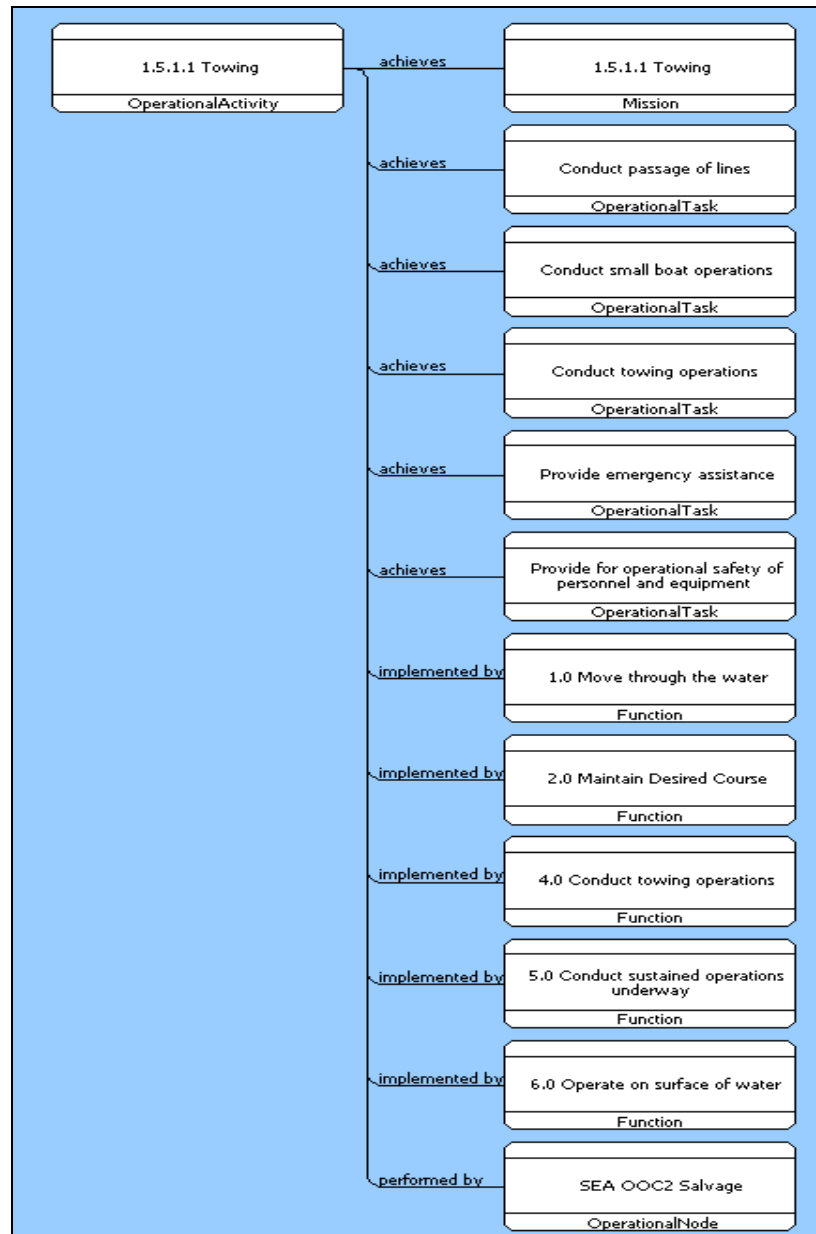 1.5.1.1 Towing
OperationalActivity
achieves
1.5.1.1 Towing
Mission
achieves
Conduct passage of lines
OperationalTask
achieves
Conduct small boat operations
OperationalTask
achieves
Conduct towing operations
OperationalTask
achieves
Provide emergency assistance
OperationalTask
achieves
Provide for operational safety of
personnel and equipment
OperationalTask
implemented by
1.0 Move through the water
Function
implemented by
2.0 Maintain Desired Course
Function
implemented by
4.0 Conduct towing operations
Function
implemented by
5.0 Conduct sustained operations
underway
Function
implemented by
6.0 Operate on surface of water
Function
performed by
SEA OOC2 Salvage
OperationalNode